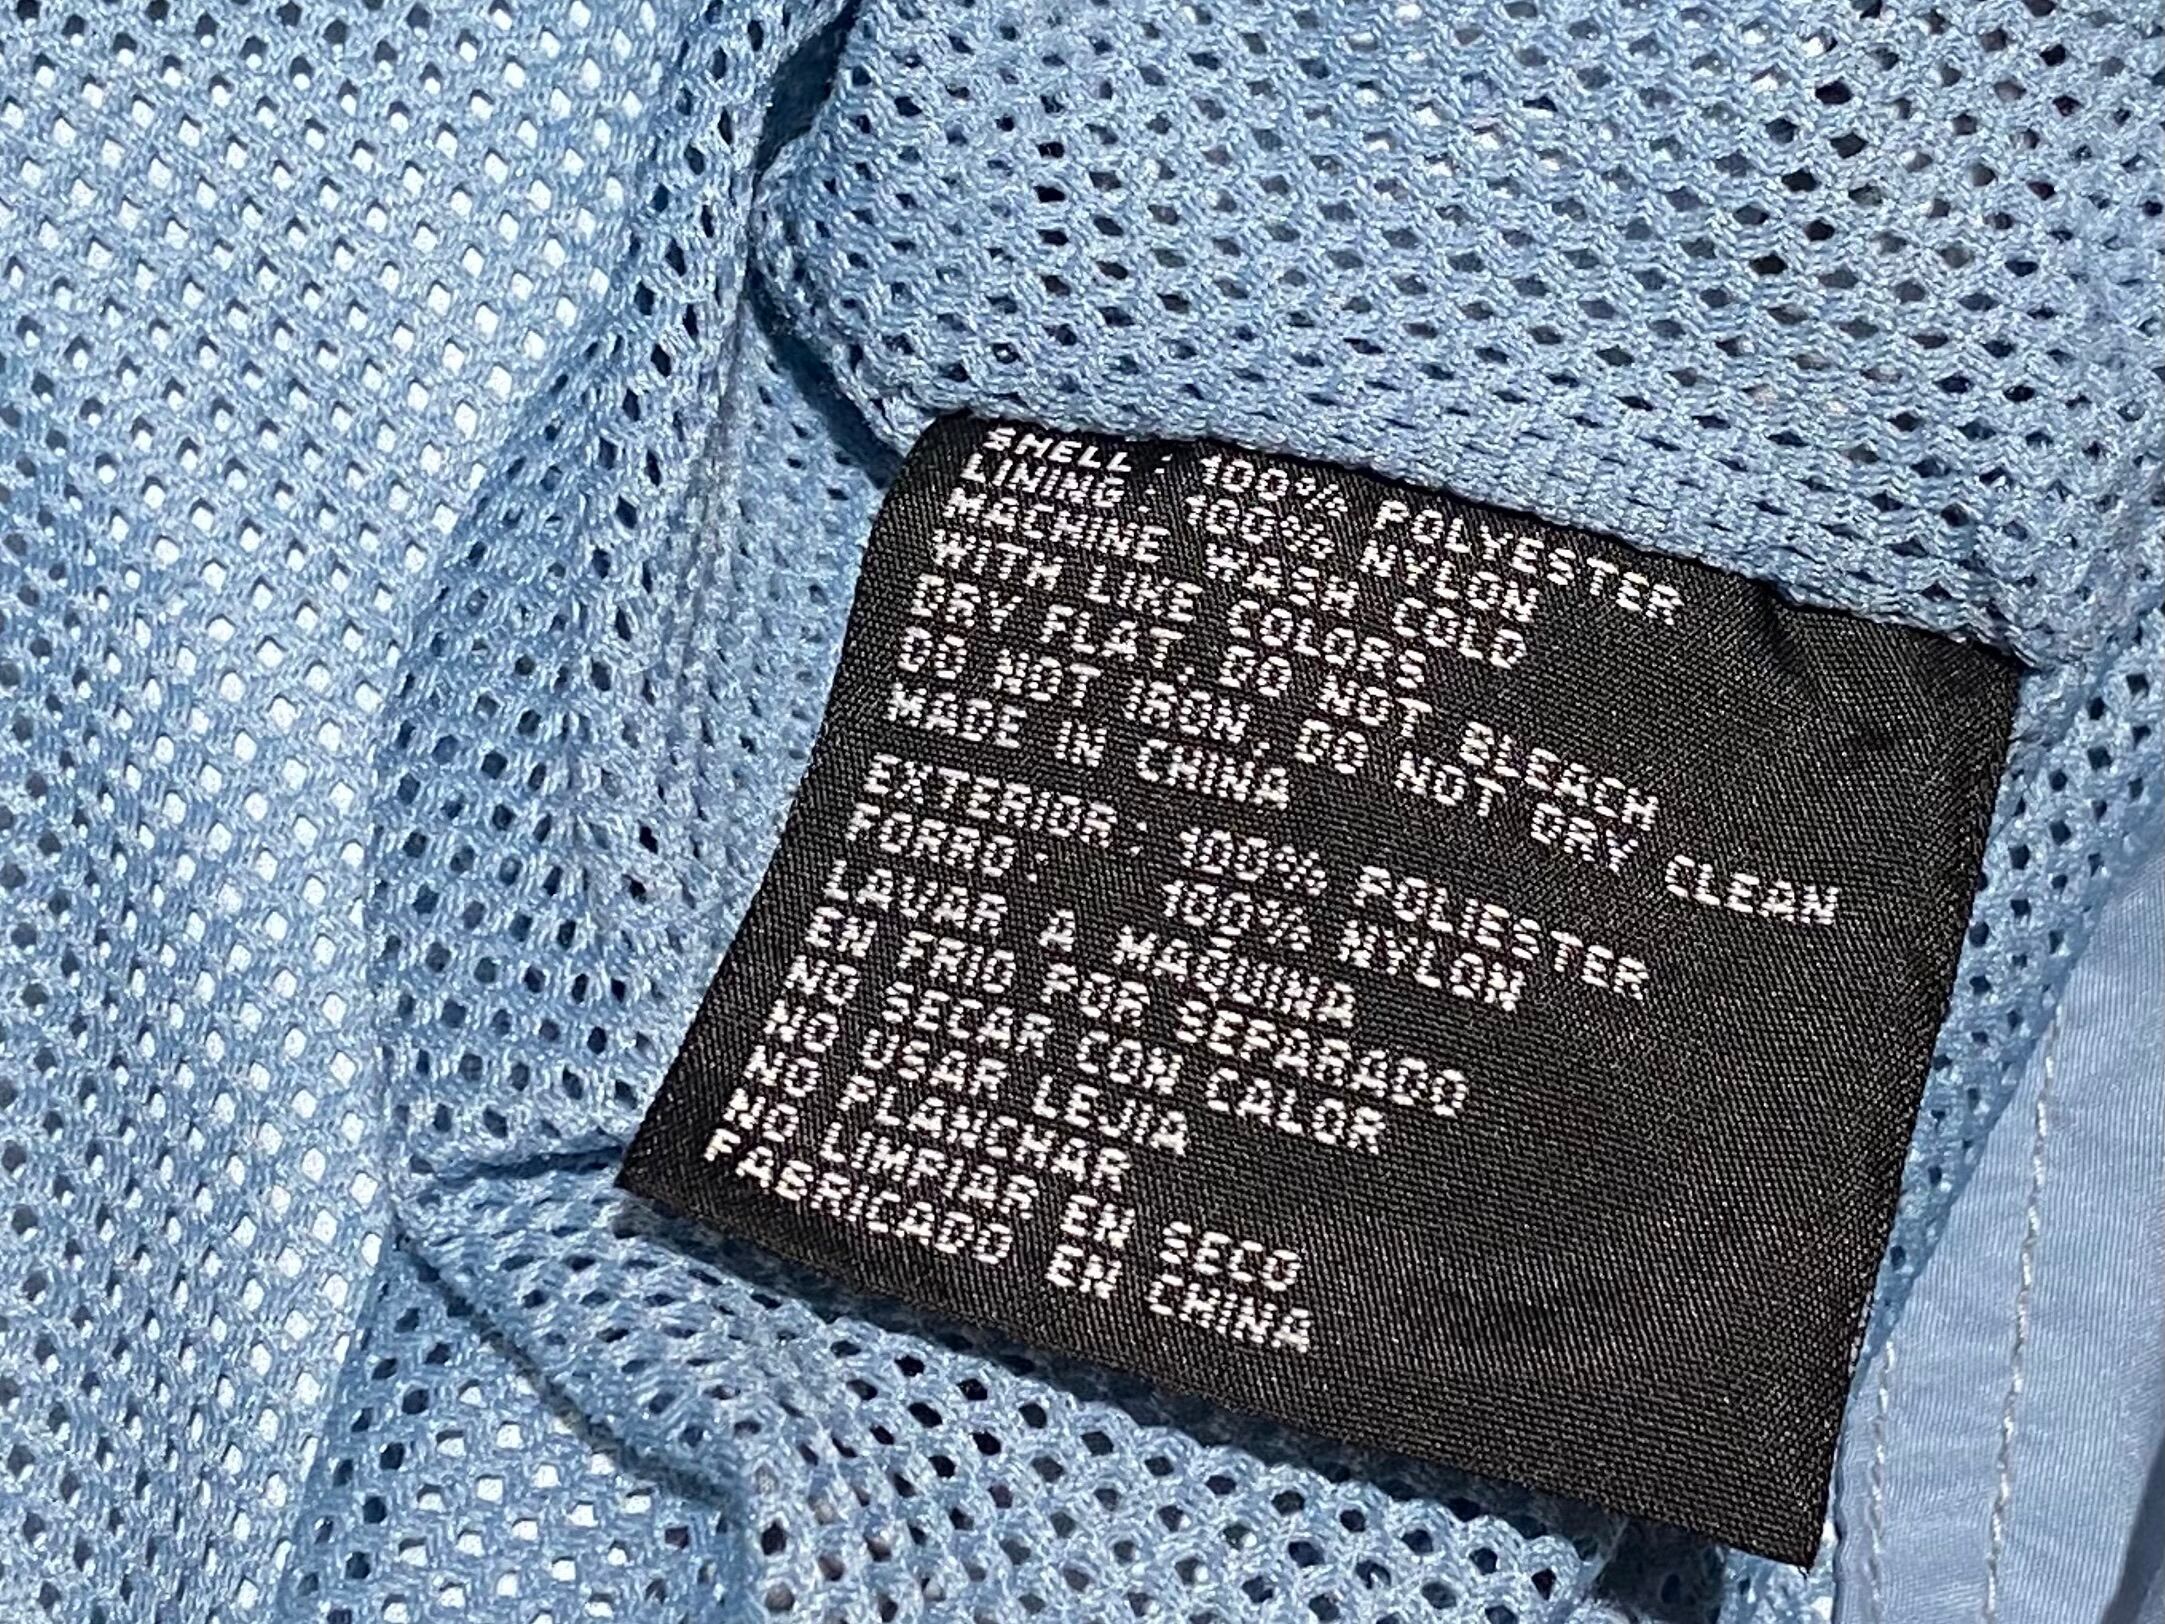 SHELL: 100% POLYESTER
LINING: 100% NYLON
MACHINE WASH COLD
WITH LIKE COLORS
DRY FLAT, DO NOT BLEACH
DO NOT IRON, DO NOT DRY CLEAN
MADE IN CHINA
EXTERIOR: 100% POLIESTER
FORRO: 100% NYLON
LAVAR A MAQUINA
EN FRIO POR SEPARADO
NO SECAR CON CALOR
NO USAR LEJIA
NO PLANCHAR
NO LIMPIAR EN SECO
FABRICADO EN CHINA